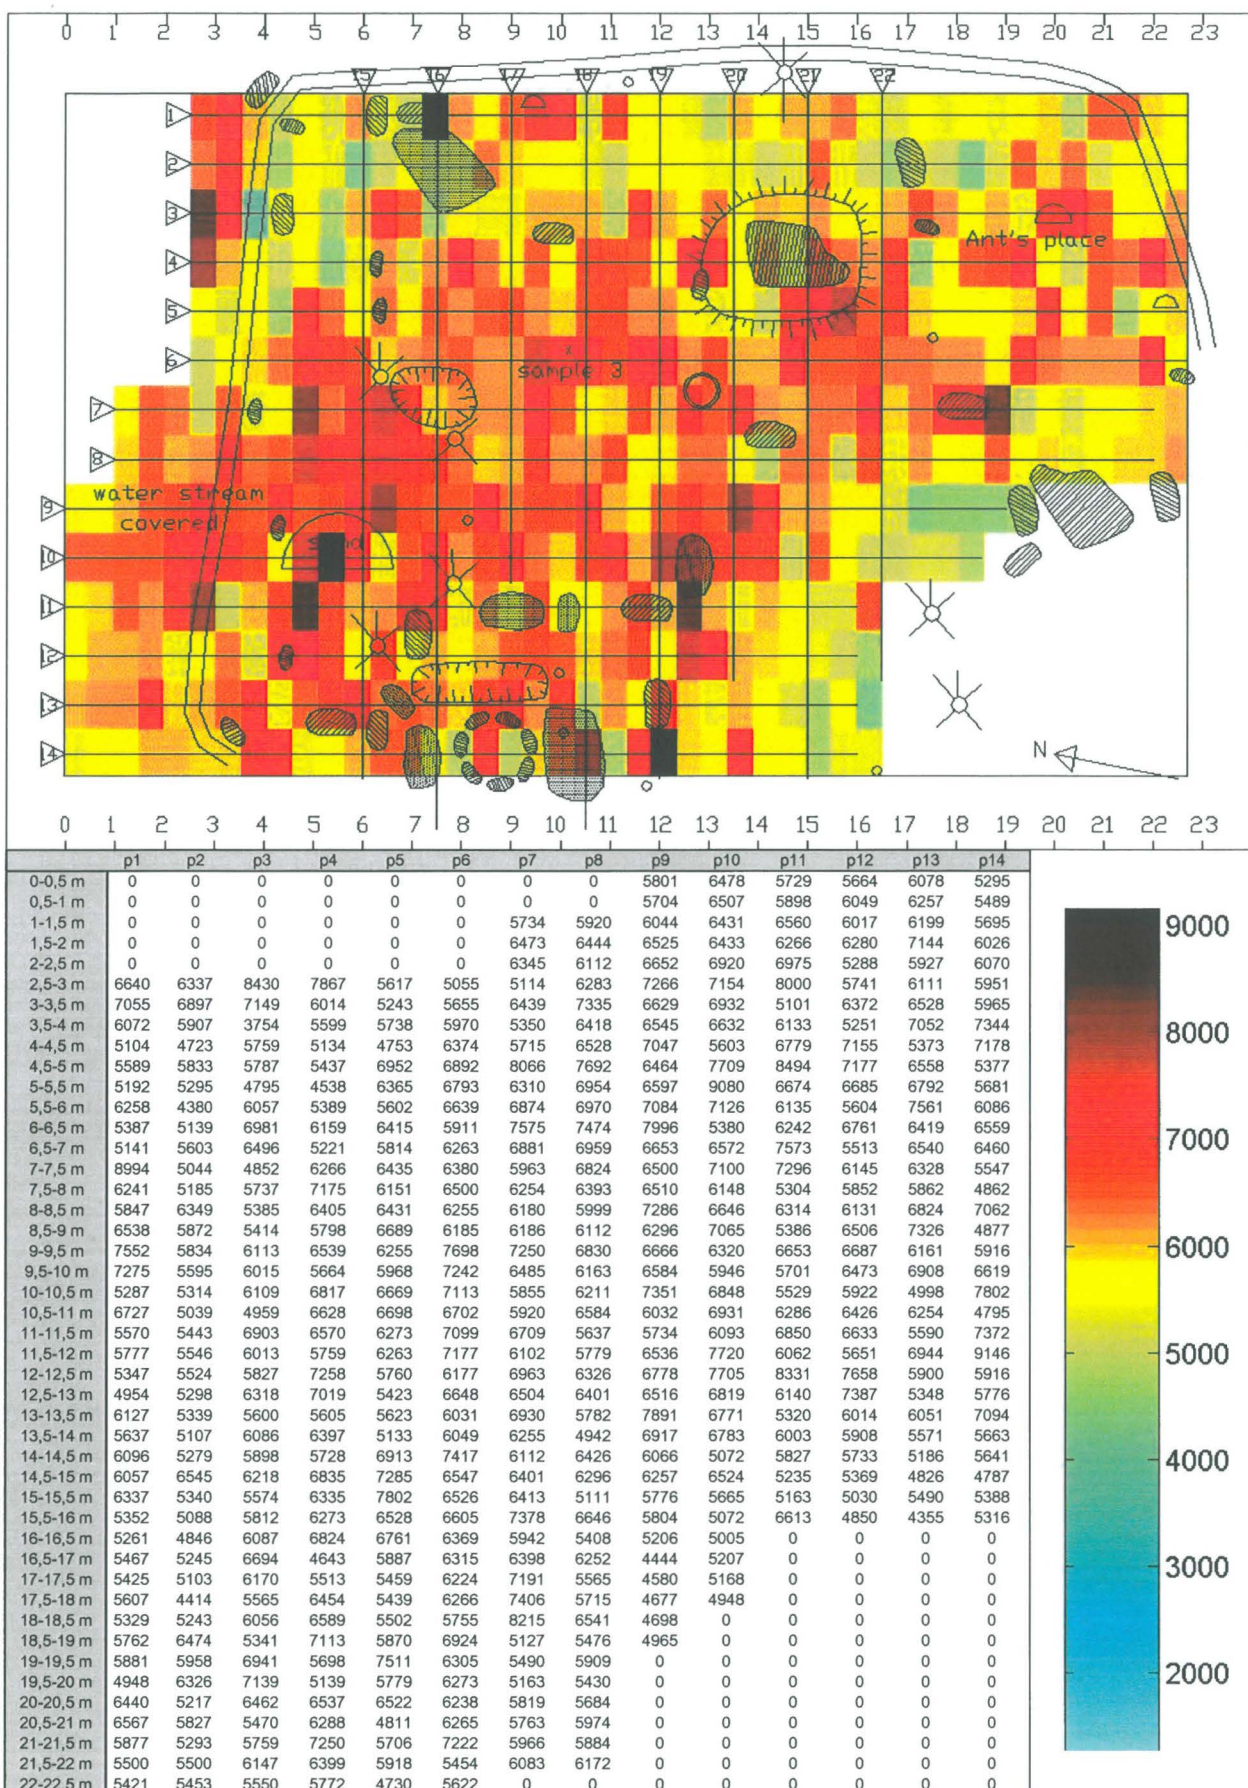 0 1 2 3 4 5 6 7 8 9 10 11 12 13 14 15 16 17 18 19 20 21 22 23
15 16 17 18 19 20 21 22
1
2
3
Ant's place
4
5
6
sample 3
7
8
water stream
9
covered
10
11
12
13
14
N
0 1 2 3 4 5 6 7 8 9 10 11 12 13 14 15 16 17 18 19 20 21 22 23
p1 p2 p3 p4 p5 p6 p7 p8 p9 p10 p11 p12 p13 p14
0-0,5 m 0 0 0 0 0 0 0 0 5801 6478 5729 5664 6078 5295
0,5-1 m 0 0 0 0 0 0 0 0 5704 6507 5898 6049 6257 5489
1-1,5 m 0 0 0 0 0 0 5734 5920 6044 6431 6560 6017 6199 5695
1,5-2 m 0 0 0 0 0 0 6473 6444 6525 6433 6266 6280 7144 6026
2-2,5 m 0 0 0 0 0 0 6345 6112 6652 6920 6975 5288 5927 6070
2,5-3 m 6640 6337 8430 7867 5617 5055 5114 6283 7266 7154 8000 5741 6111 5951
3-3,5 m 7055 6897 7149 6014 5243 5655 6439 7335 6629 6932 5101 6372 6528 5965
3,5-4 m 6072 5907 3754 5599 5738 5970 5350 6418 6545 6632 6133 5251 7052 7344
4-4,5 m 5104 4723 5759 5134 4753 6374 5715 6528 7047 5603 6779 7155 5373 7178
4,5-5 m 5589 5833 5787 5437 6952 6892 8066 7692 6464 7709 8494 7177 6558 5377
5-5,5 m 5192 5295 4795 4538 6365 6793 6310 6954 6597 9080 6674 6685 6792 5681
5,5-6 m 6258 4380 6057 5389 5602 6639 6874 6970 7084 7126 6135 5604 7561 6086
6-6,5 m 5387 5139 6981 6159 6415 5911 7575 7474 7996 5380 6242 6761 6419 6559
6,5-7 m 5141 5603 6496 5221 5814 6263 6881 6959 6653 6572 7573 5513 6540 6460
7-7,5 m 8994 5044 4852 6266 6435 6380 5963 6824 6500 7100 7296 6145 6328 5547
7,5-8 m 6241 5185 5737 7175 6151 6500 6254 6393 6510 6148 5304 5852 5862 4862
8-8,5 m 5847 6349 5385 6405 6431 6255 6180 5999 7286 6646 6314 6131 6824 7062
8,5-9 m 6538 5872 5414 5798 6689 6185 6186 6112 6296 7065 5386 6506 7326 4877
9-9,5 m 7552 5834 6113 6539 6255 7698 7250 6830 6666 6320 6653 6687 6161 5916
9,5-10 m 7275 5595 6015 5664 5968 7242 6485 6163 6584 5946 5701 6473 6908 6619
10-10,5 m 5287 5314 6109 6817 6669 7113 5855 6211 7351 6848 5529 5922 4998 7802
10,5-11 m 6727 5039 4959 6628 6698 6702 5920 6584 6032 6931 6286 6426 6254 4795
11-11,5 m 5570 5443 6903 6570 6273 7099 6709 5637 5734 6093 6850 6633 5590 7372
11,5-12 m 5777 5546 6013 5759 6263 7177 6102 5779 6536 7720 6062 5651 6944 9146
12-12,5 m 5347 5524 5827 7258 5760 6177 6963 6326 6778 7705 8331 7658 5900 5916
12,5-13 m 4954 5298 6318 7019 5423 6648 6504 6401 6516 6819 6140 7387 5348 5776
13-13,5 m 6127 5339 5600 5605 5623 6031 6930 5782 7891 6771 5320 6014 6051 7094
13,5-14 m 5637 5107 6086 6397 5133 6049 6255 4942 6917 6783 6003 5908 5571 5663
14-14,5 m 6096 5279 5898 5728 6913 7417 6112 6426 6066 5072 5827 5733 5186 5641
14,5-15 m 6057 6545 6218 6835 7285 6547 6401 6296 6257 6524 5235 5369 4826 4787
15-15,5 m 6337 5340 5574 6335 7802 6526 6413 5111 5776 5665 5163 5030 5490 5388
15,5-16 m 5352 5088 5812 6273 6528 6605 7378 6646 5804 5072 6613 4850 4355 5316
16-16,5 m 5261 4846 6087 6824 6761 6369 5942 5408 5206 5005 0 0 0 0
16,5-17 m 5467 5245 6694 4643 5887 6315 6398 6252 4444 5207 0 0 0 0
17-17,5 m 5425 5103 6170 5513 5459 6224 7191 5565 4580 5168 0 0 0 0
17,5-18 m 5607 4414 5565 6454 5439 6266 7406 5715 4677 4948 0 0 0 0
18-18,5 m 5329 5243 6056 6589 5502 5755 8215 6541 4698 0 0 0 0 0
18,5-19 m 5762 6474 5341 7113 5870 6924 5127 5476 4965 0 0 0 0 0
19-19,5 m 5881 5958 6941 5698 7511 6305 5490 5909 0 0 0 0 0 0
19,5-20 m 4948 6326 7139 5139 5779 6273 5163 5430 0 0 0 0 0 0
20-20,5 m 6440 5217 6462 6537 6522 6238 5819 5684 0 0 0 0 0 0
20,5-21 m 6567 5827 5470 6288 4811 6265 5763 5974 0 0 0 0 0 0
21-21,5 m 5877 5293 5759 7250 5706 7222 5966 5884 0 0 0 0 0 0
21,5-22 m 5500 5500 6147 6399 5918 5454 6083 6172 0 0 0 0 0 0
22-22,5 m 5421 5453 5550 5772 4730 5622 0 0 0 0 0 0 0 0
9000
8000
7000
6000
5000
4000
3000
2000